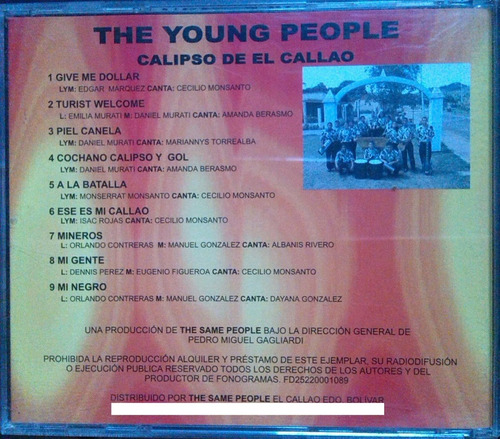 THE YOUNG PEOPLE
CALIPSO DE EL CALLAO
1 GIVE ME DOLLAR
LYM: EDGAR MARQUEZ CANTA: CECILIO MONSANTO
2 TURIST WELCOME
L: EMILIA MURATI M: DANIEL MURATI CANTA: AMANDA BERASMO
3 PIEL CANELA
LYM: DANIEL MURATI CANTA: MARIANNYS TORREALBA
4 COCHANO CALIPSO Y GOL
LYM: DANIEL MURATI CANTA: AMANDA BERASMO
5 A LA BATALLA
LYM: MONSERRAT MONSANTO CANTA: CECILIO MONSANTO
6 ESE ES MI CALLAO
LYM: ISAC ROJAS CANTA: CECILIO MONSANTO
7 MINEROS
L: ORLANDO CONTRERAS M: MANUEL GONZALEZ CANTA: ALBANIS RIVERO
8 MI GENTE
L: DENNIS PEREZ M: EUGENIO FIGUEROA CANTA: CECILIO MONSANTO
9 MI NEGRO
L: ORLANDO CONTRERAS M: MANUEL GONZALEZ CANTA: DAYANA GONZALEZ
UNA PRODUCCIÓN DE THE SAME PEOPLE BAJO LA DIRECCIÓN GENERAL DE
PEDRO MIGUEL GAGLIARDI
PROHIBIDA LA REPRODUCCIÓN ALQUILER Y PRÉSTAMO DE ESTE EJEMPLAR, SU RADIODIFUSIÓN
O EJECUCIÓN PUBLICA RESERVADO TODOS LOS DERECHOS DE LOS AUTORES Y DEL
PRODUCTOR DE FONOGRAMAS. FD25220001089
DISTRIBUIDO POR THE SAME PEOPLE EL CALLAO EDO. BOLIVAR